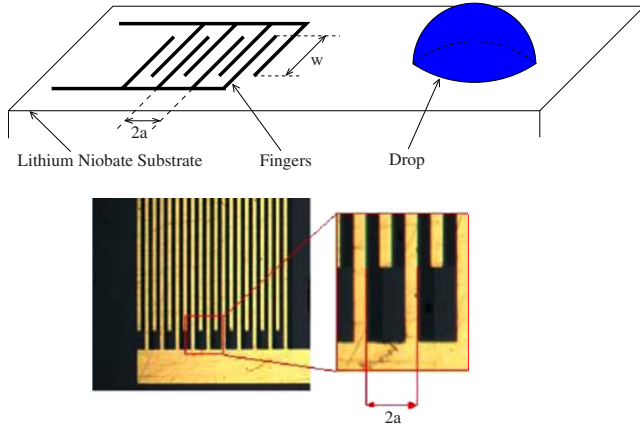 w
2a
Lithium Niobate Substrate
Fingers
Drop
2a